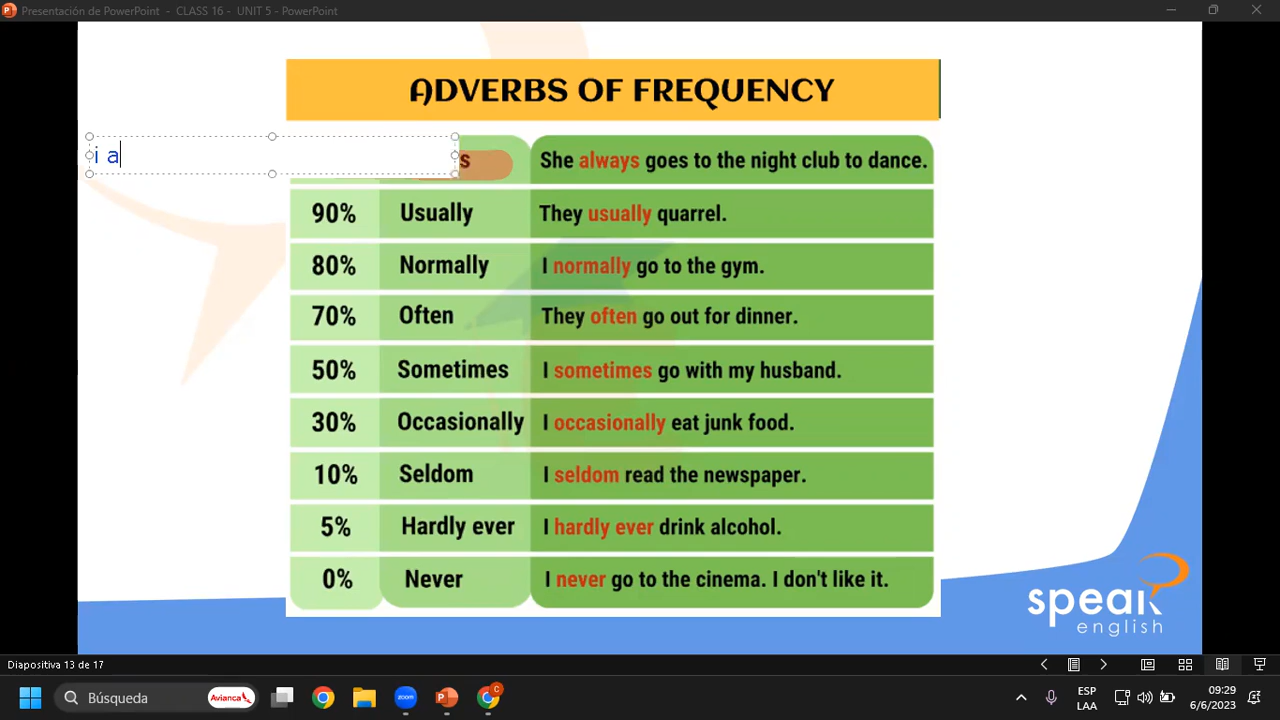 Presentación de PowerPoint - CLASS 16 - UNIT 5 - PowerPoint
ADVERBS OF FREQUENCY
i a
s She always goes to the night club to dance.
90% Usually They usually quarrel.
80% Normally I normally go to the gym.
70% Often They often go out for dinner.
50% Sometimes I sometimes go with my husband.
30% Occasionally I occasionally eat junk food.
10% Seldom I seldom read the newspaper.
5% Hardly ever I hardly ever drink alcohol.
0% Never I never go to the cinema. I don't like it.
speak
english
Diapositiva 13 de 17
Búsqueda
Avianca
zoom
C
ESP
LAA
09:29
6/6/2023